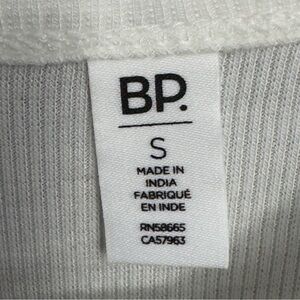 BP.
S
MADE IN
INDIA
FABRIQUÉ
EN INDE
RN58665
CA57963